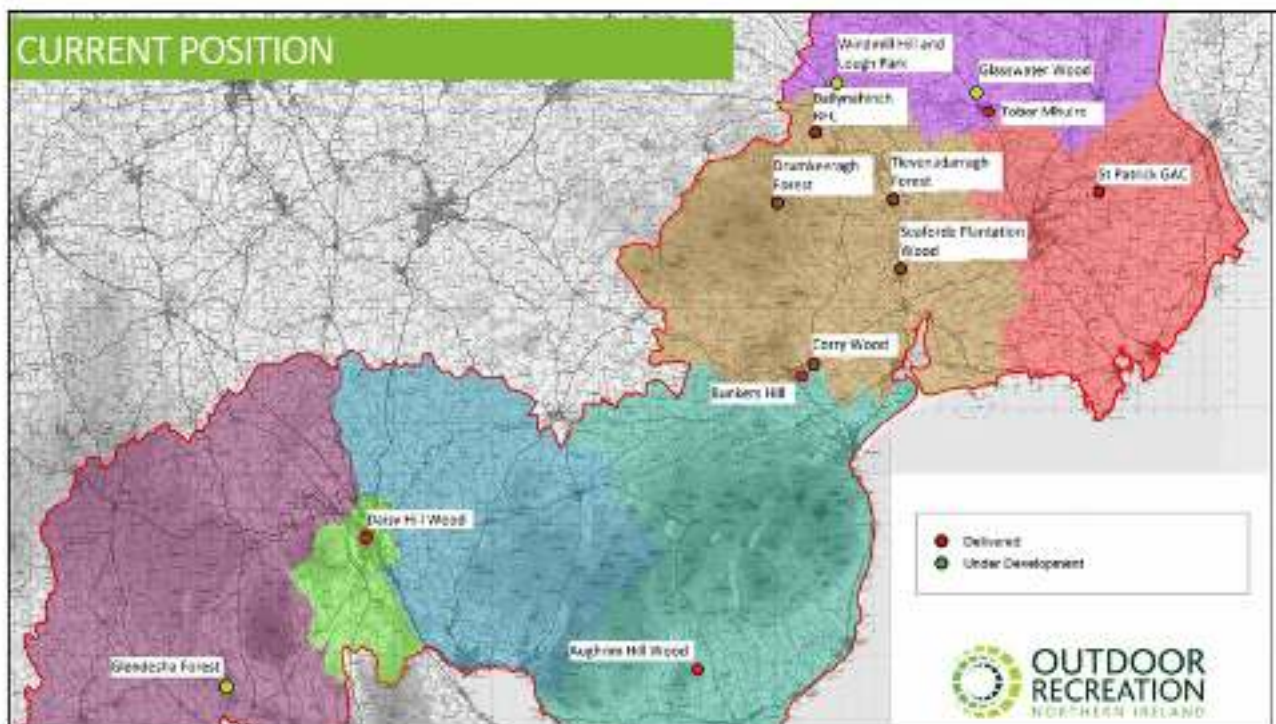 CURRENT POSITION
Windmill Hill and
Lough Park
Glasswater Wood
Ballynahinch
RFC
Tobar Mhuire
Drumkeeragh
Forest
Tievenadarragh
Forest
St Patrick GAC
Seaforde Plantation
Wood
Corry Wood
Bunkers Hill
Daisy Hill Wood
Aughrim Hill Wood
Glendesha Forest
Delivered
Under Development
OUTDOOR
RECREATION
NORTHERN IRELAND